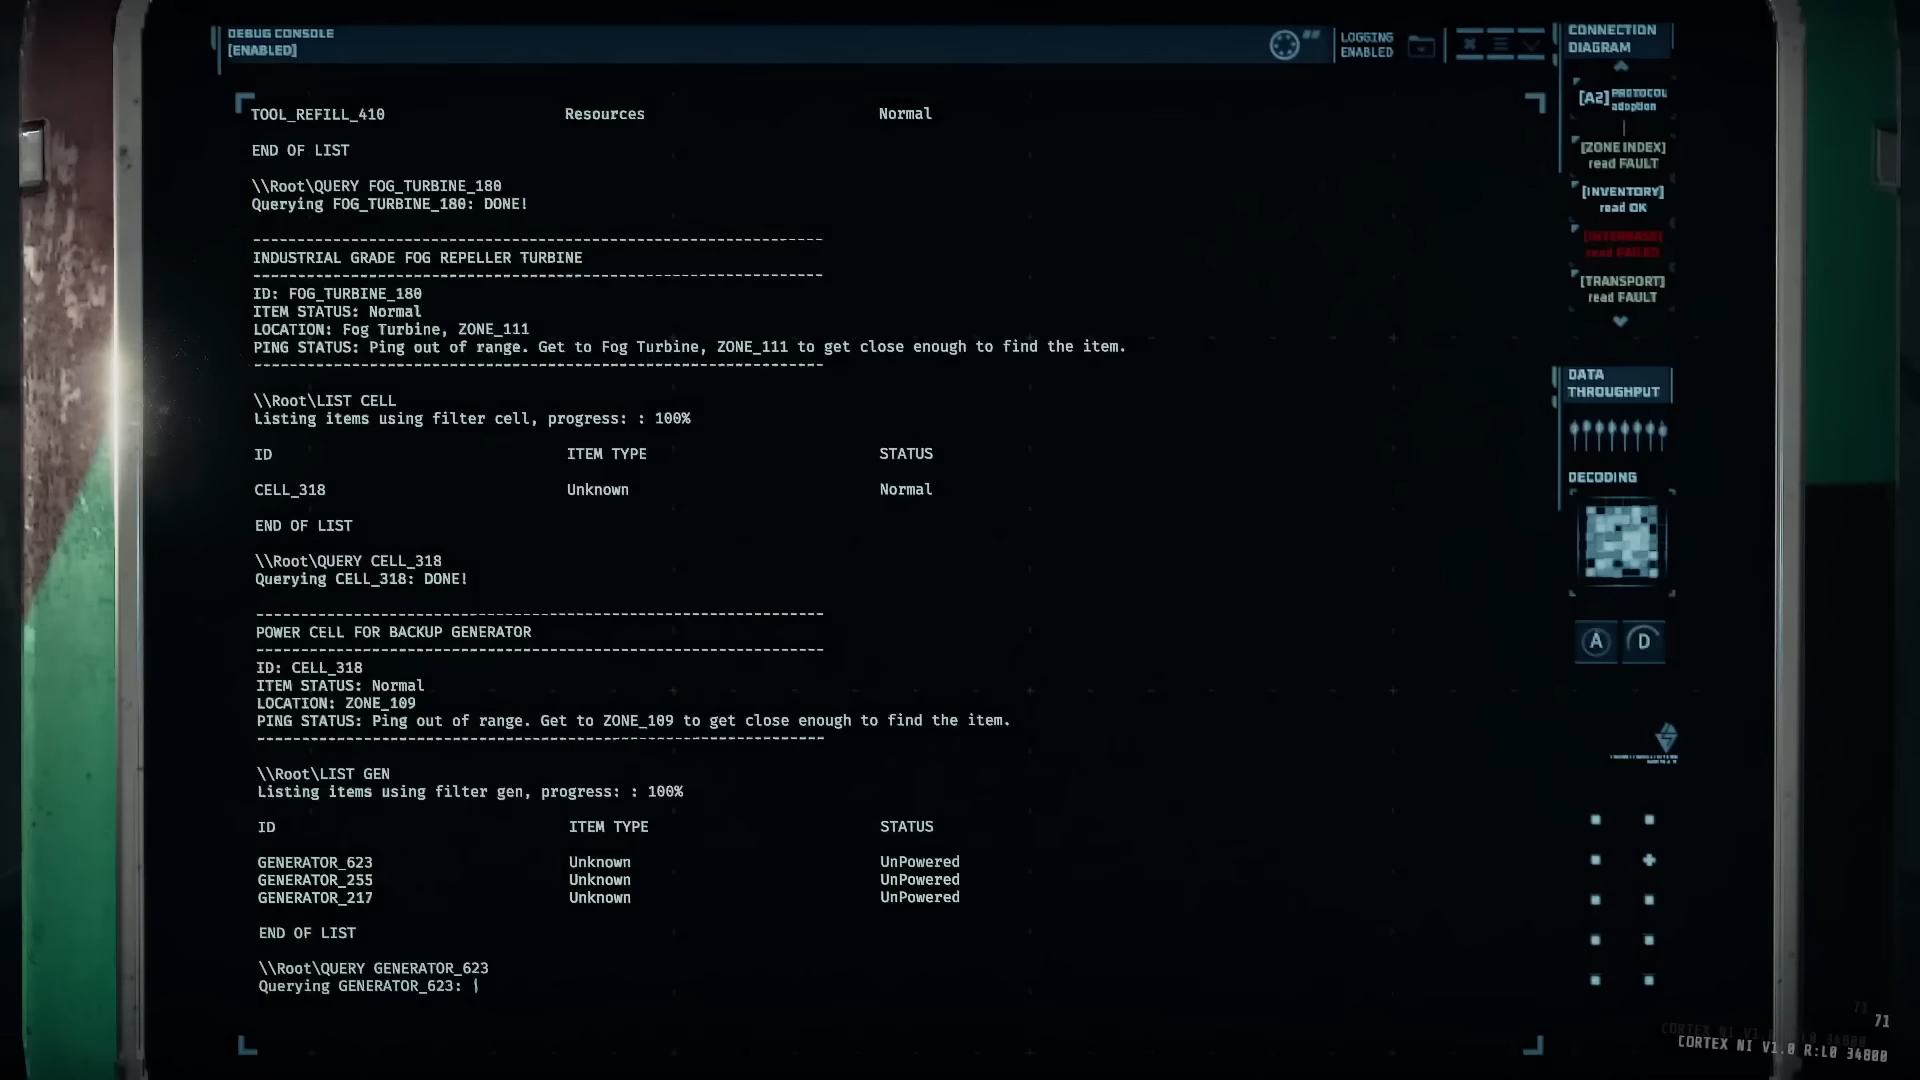 DEBUG CONSOLE
[ENABLED]
LOGGING
ENABLED
TOOL_REFILL_410 Resources Normal
END OF LIST
\\Root\QUERY FOG_TURBINE_180
Querying FOG_TURBINE_180: DONE!
----------------------------------------------------------------
INDUSTRIAL GRADE FOG REPELLER TURBINE
----------------------------------------------------------------
ID: FOG_TURBINE_180
ITEM STATUS: Normal
LOCATION: Fog Turbine, ZONE_111
PING STATUS: Ping out of range. Get to Fog Turbine, ZONE_111 to get close enough to find the item.
----------------------------------------------------------------
\\Root\LIST CELL
Listing items using filter cell, progress: : 100%
ID ITEM TYPE STATUS
CELL_318 Unknown Normal
END OF LIST
\\Root\QUERY CELL_318
Querying CELL_318: DONE!
----------------------------------------------------------------
POWER CELL FOR BACKUP GENERATOR
----------------------------------------------------------------
ID: CELL_318
ITEM STATUS: Normal
LOCATION: ZONE_109
PING STATUS: Ping out of range. Get to ZONE_109 to get close enough to find the item.
----------------------------------------------------------------
\\Root\LIST GEN
Listing items using filter gen, progress: : 100%
ID ITEM TYPE STATUS
GENERATOR_623 Unknown UnPowered
GENERATOR_255 Unknown UnPowered
GENERATOR_217 Unknown UnPowered
END OF LIST
\\Root\QUERY GENERATOR_623
Querying GENERATOR_623: \
CONNECTION
DIAGRAM
[A2] PROTOCOL
adoption
[ZONE INDEX]
read FAULT
[INVENTORY]
read OK
[INTERBASE]
read FAILED
[TRANSPORT]
read FAULT
DATA
THROUGHPUT
DECODING
A D
71
CORTEX NI V1.0 R:L0 34800